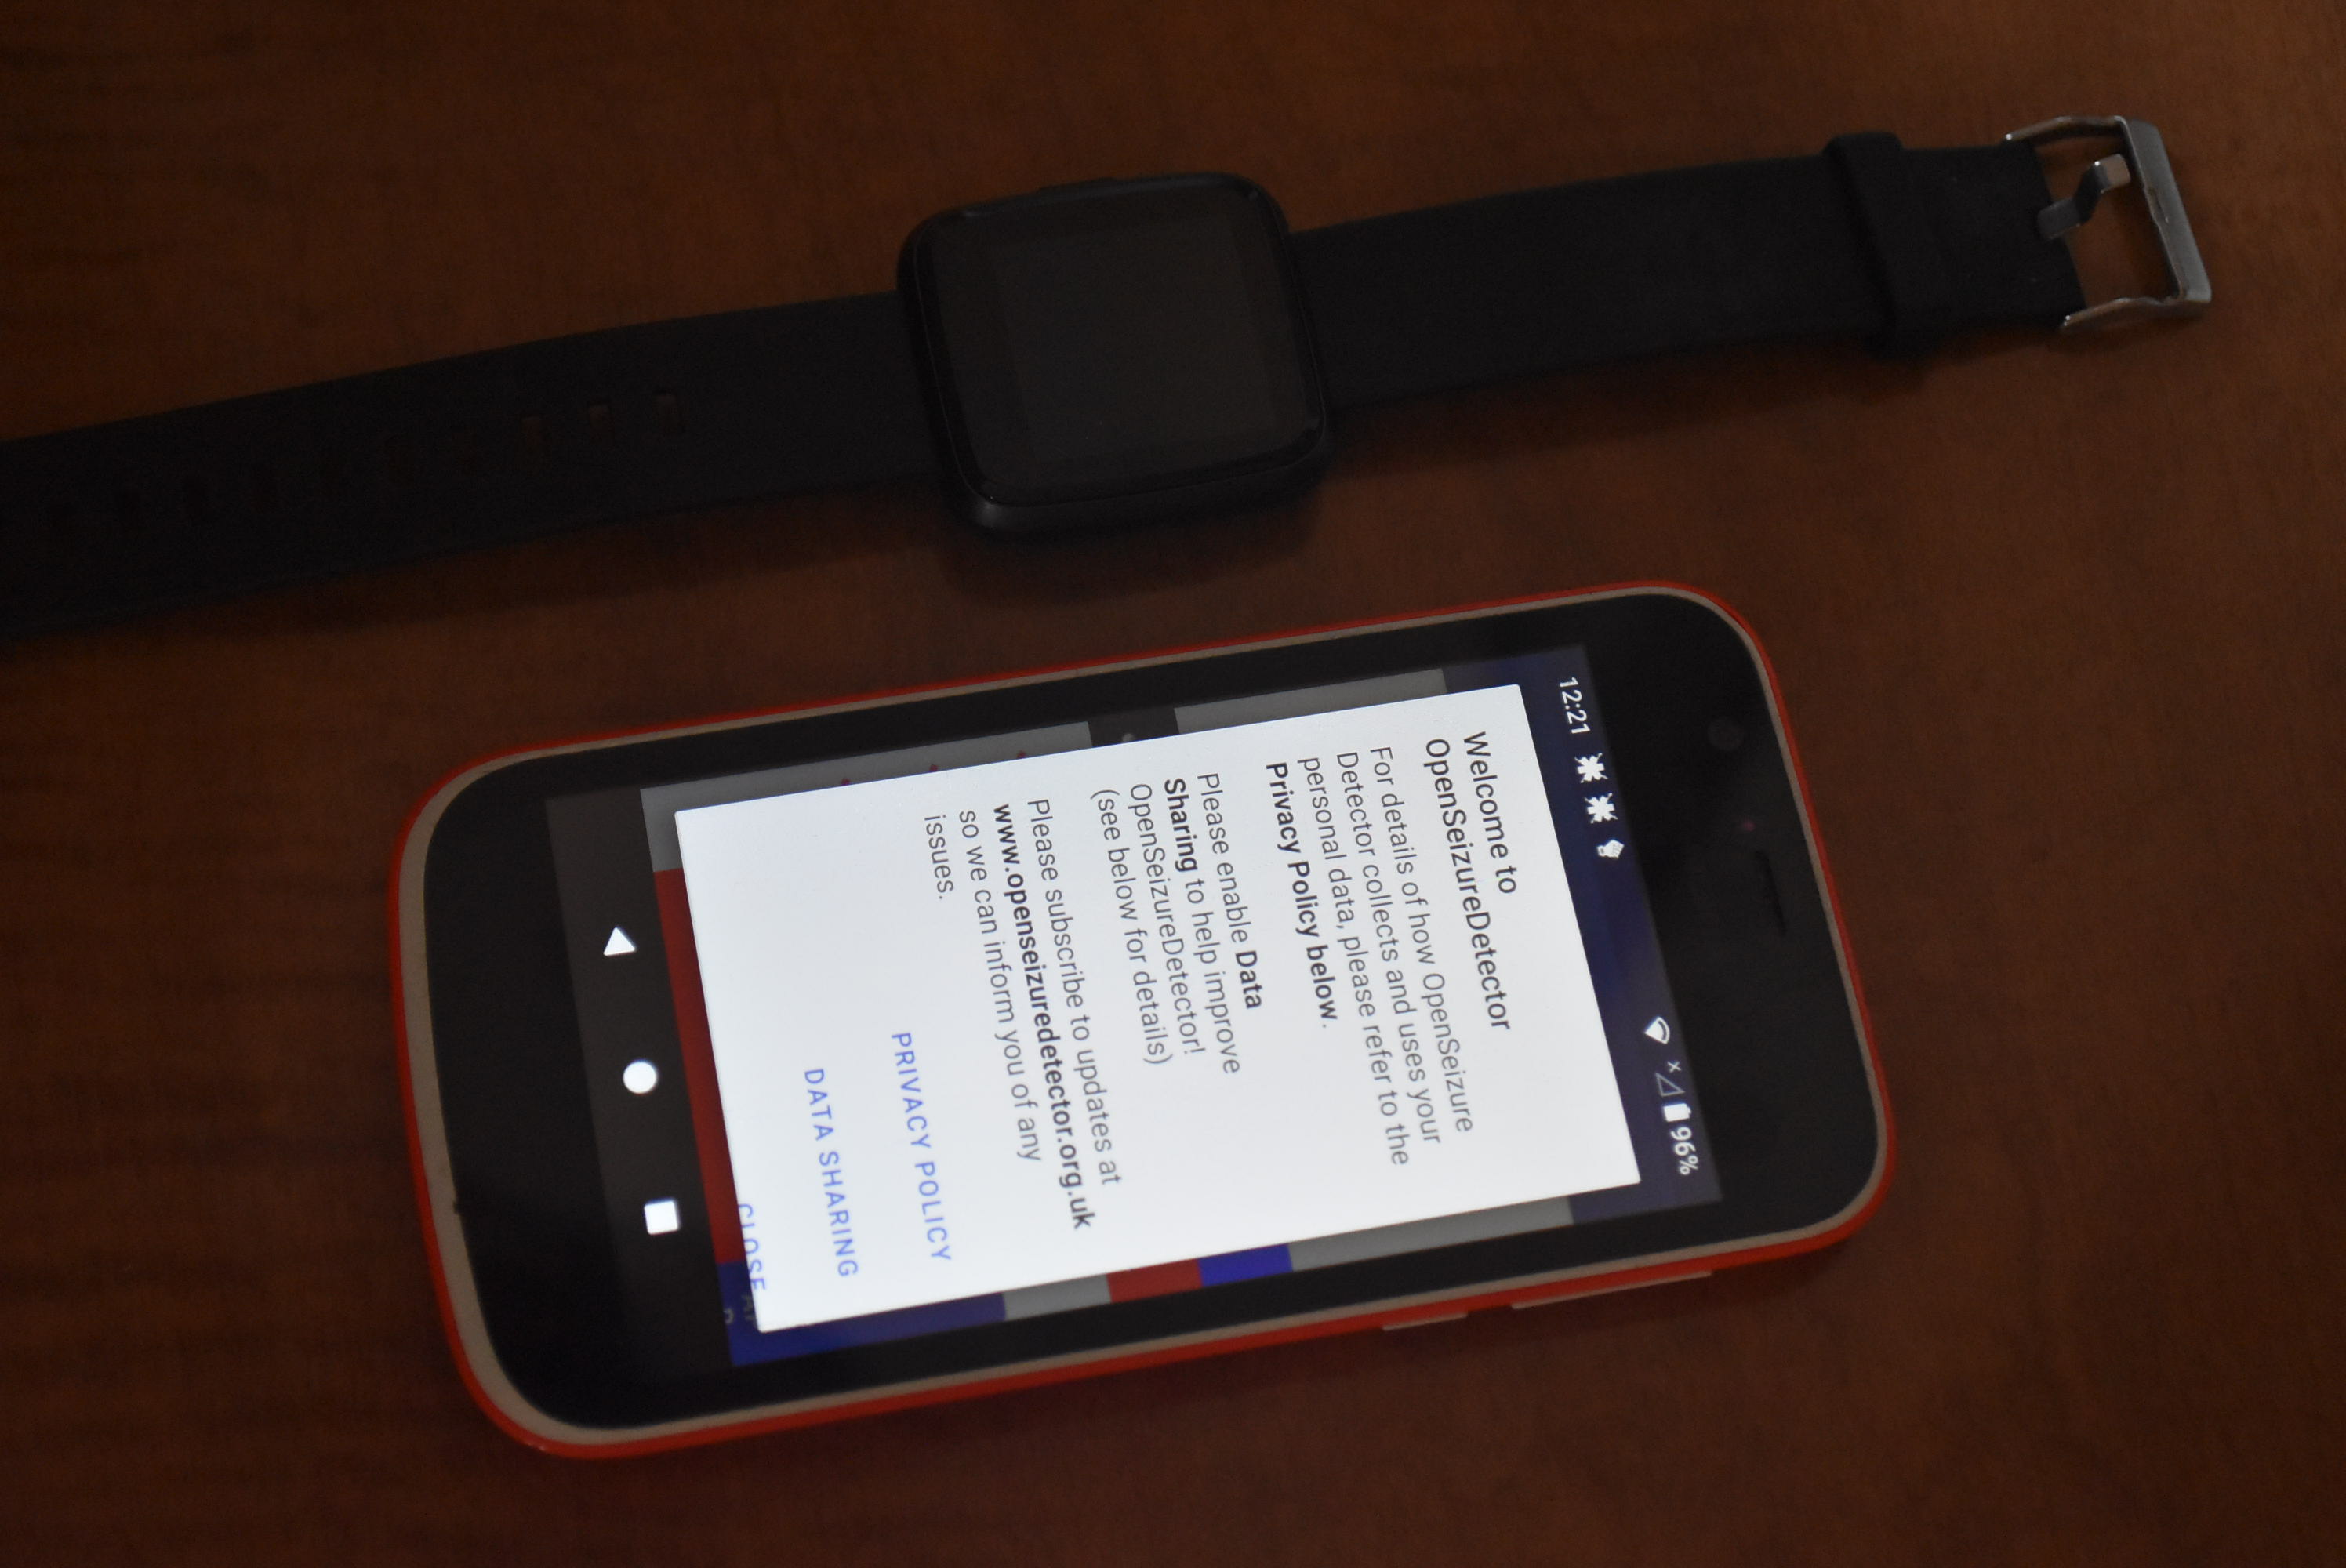 12:21 96%
Welcome to
OpenSeizureDetector
For details of how OpenSeizure
Detector collects and uses your
personal data, please refer to the
Privacy Policy below.
Please enable Data
Sharing to help improve
OpenSeizureDetector!
(see below for details)
Please subscribe to updates at
www.openseizuredetector.org.uk
so we can inform you of any
issues.
PRIVACY POLICY
DATA SHARING
CLOSE